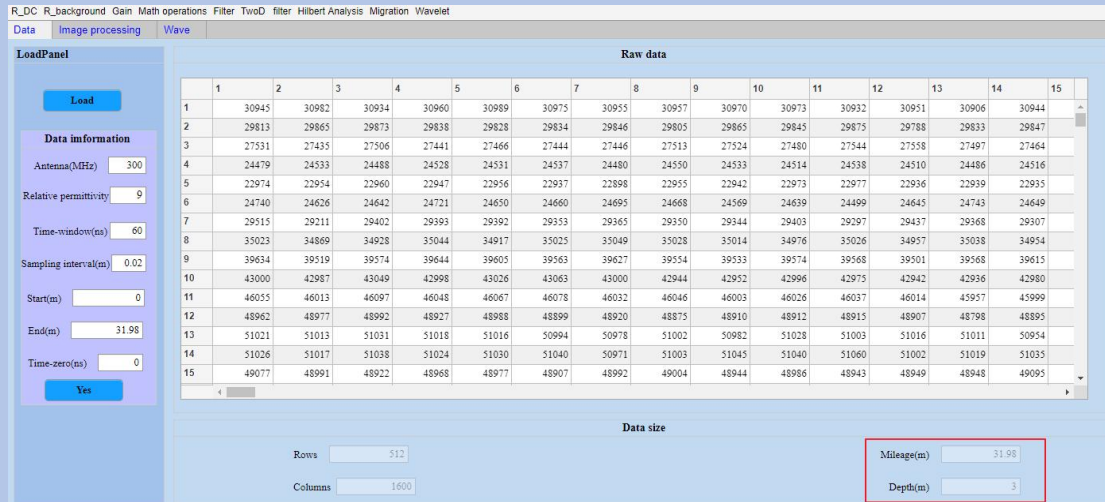 R_DC R_background Gain Math operations Filter TwoD filter Hilbert Analysis Migration Wavelet
Data Image processing Wave
LoadPanel
Load
Data imformation
Antenna(MHz) 300
Relative permittivity 9
Time-window(ns) 60
Sampling interval(m) 0.02
Start(m) 0
End(m) 31.98
Time-zero(ns) 0
Yes
Raw data
1 2 3 4 5 6 7 8 9 10 11 12 13 14 15
1 30945 30982 30934 30960 30989 30975 30955 30957 30970 30973 30932 30951 30906 30944
2 29813 29865 29873 29838 29828 29834 29846 29805 29865 29845 29875 29788 29833 29847
3 27531 27435 27506 27441 27466 27444 27446 27513 27524 27480 27544 27558 27497 27464
4 24479 24533 24488 24528 24531 24537 24480 24550 24533 24514 24538 24510 24486 24516
5 22974 22954 22960 22947 22956 22937 22898 22955 22942 22973 22977 22936 22939 22935
6 24740 24626 24642 24721 24650 24660 24695 24668 24569 24639 24499 24645 24743 24649
7 29515 29211 29402 29393 29392 29353 29365 29350 29344 29403 29297 29437 29368 29307
8 35023 34869 34928 35044 34917 35025 35049 35028 35014 34976 35026 34957 35038 34954
9 39634 39519 39574 39644 39605 39563 39627 39554 39533 39574 39568 39501 39568 39615
10 43000 42987 43049 42998 43026 43063 43000 42944 42952 42996 42975 42942 42936 42980
11 46055 46013 46097 46048 46067 46078 46032 46046 46003 46026 46037 46014 45957 45999
12 48962 48977 48992 48927 48988 48899 48920 48875 48910 48912 48915 48907 48798 48895
13 51021 51013 51031 51018 51016 50994 50978 51002 50982 51028 51003 51016 51011 50954
14 51026 51017 51038 51024 51030 51040 50971 51003 51045 51040 51060 51002 51019 51035
15 49077 48991 48922 48968 48977 48907 48992 49004 48944 48986 48943 48949 48948 49095
Data size
Rows 512
Mileage(m) 31.98
Columns 1600
Depth(m) 3